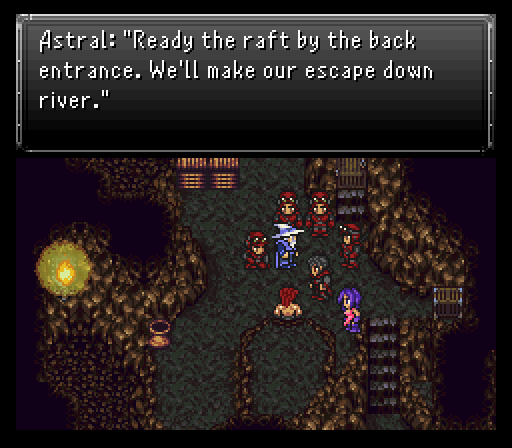 Astral: "Ready the raft by the back
entrance. We'll make our escape down
river."